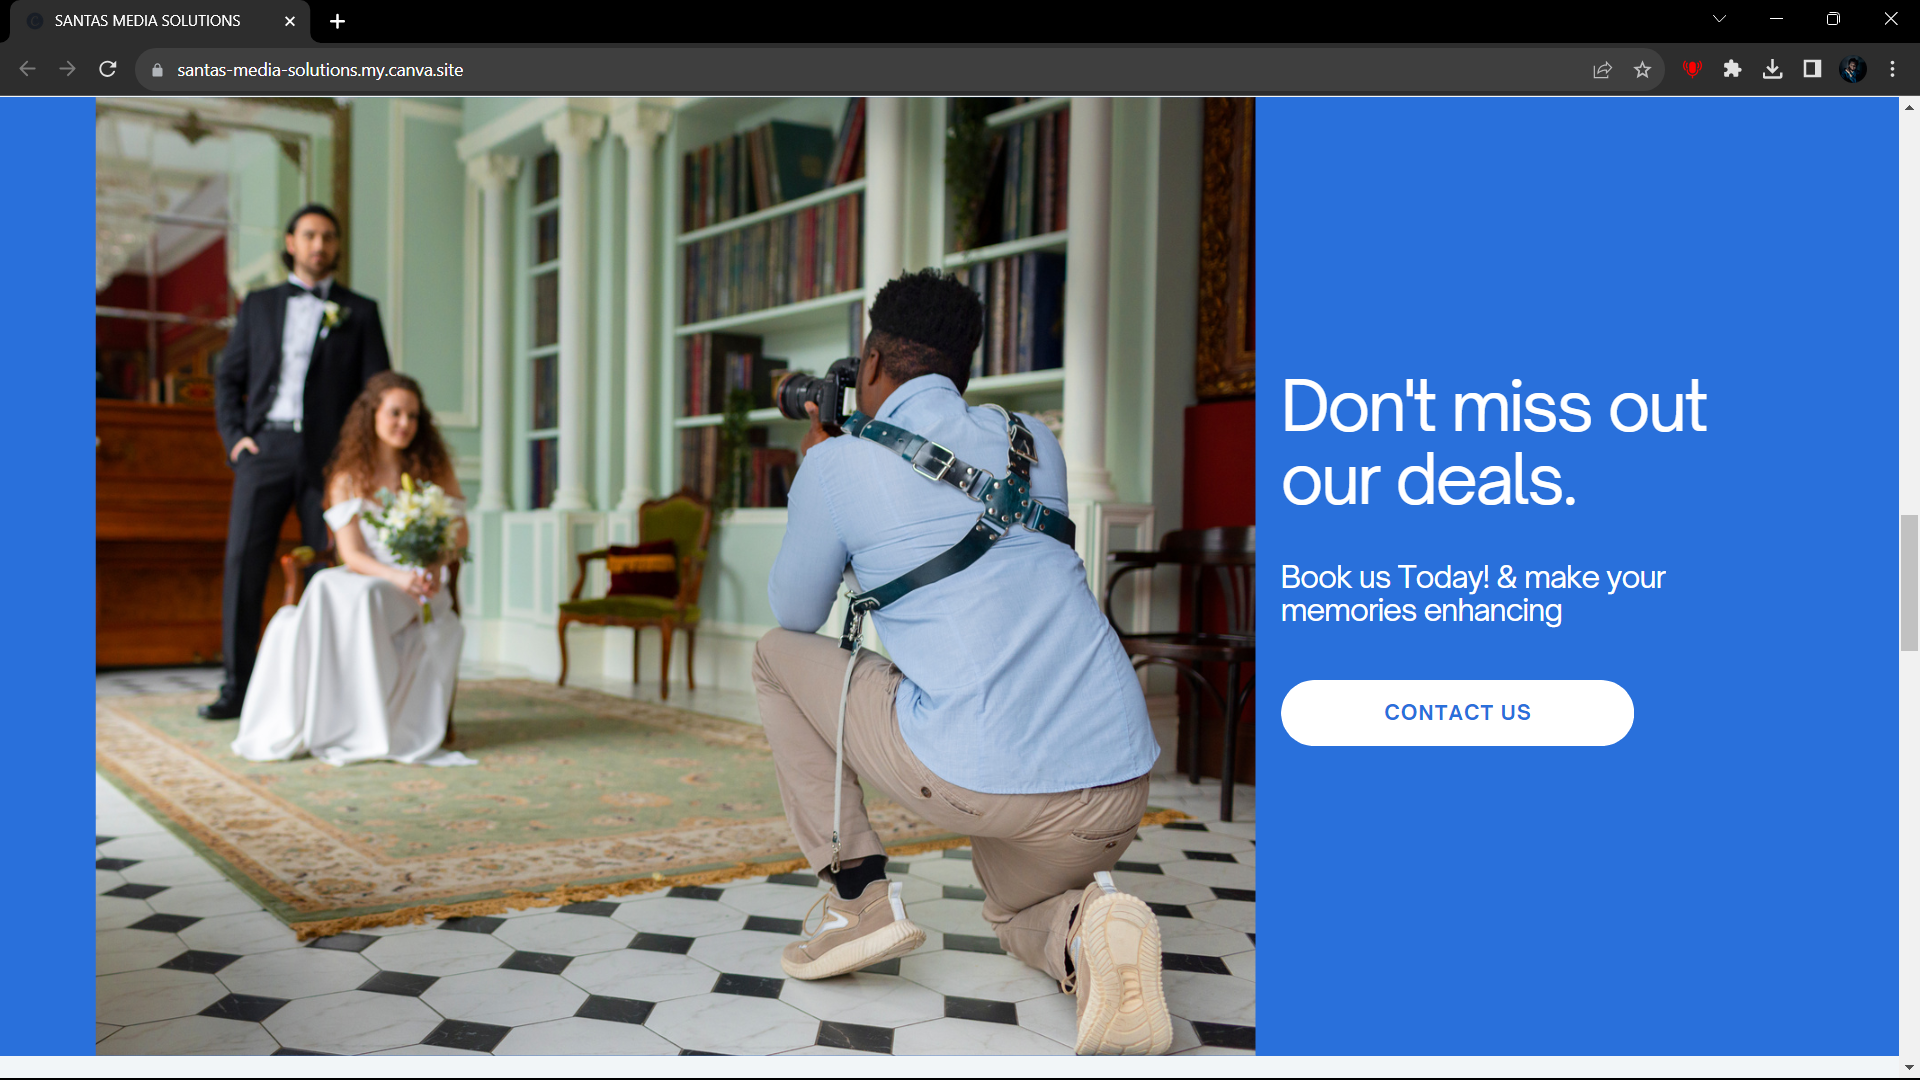 SANTAS MEDIA SOLUTIONS
santas-media-solutions.my.canva.site
Don't miss out
our deals.
Book us Today! & make your
memories enhancing
CONTACT US